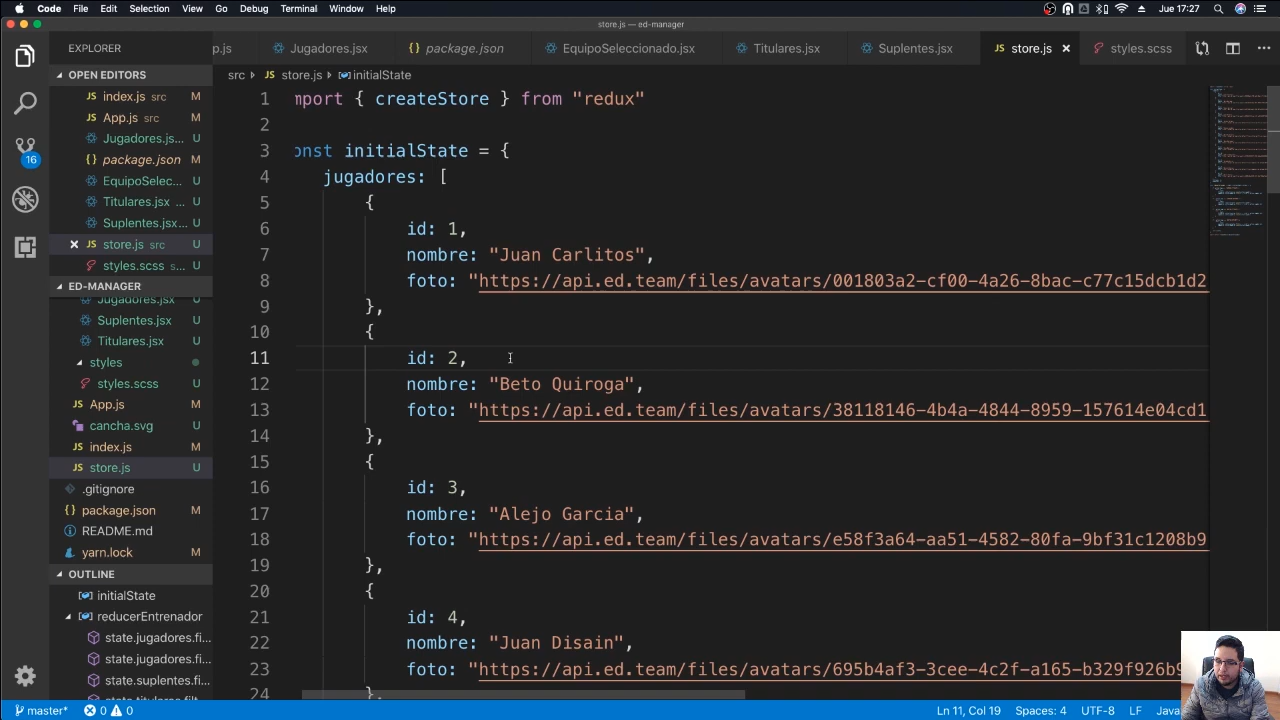 Code File Edit Selection View Go Debug Terminal Window Help Jue 17:27
store.js — ed-manager
EXPLORER
p.js Jugadores.jsx package.json EquipoSeleccionado.jsx Titulares.jsx Suplentes.jsx store.js styles.scss
OPEN EDITORS
index.js src M
App.js src M
Jugadores.js... U
package.json M
EquipoSelec... U
Titulares.jsx src U
Suplentes.jsx... U
store.js src U
styles.scss s... U
ED-MANAGER
Jugadores.jsx U
Suplentes.jsx U
Titulares.jsx U
styles
styles.scss U
App.js M
cancha.svg U
index.js M
store.js U
.gitignore
package.json M
README.md
yarn.lock M
OUTLINE
initialState
reducerEntrenador
state.jugadores.fi...
state.jugadores.fi...
state.suplentes.fi...
state.titulares.filt...
16
src store.js initialState
1 mport { createStore } from "redux"
2
3 onst initialState = {
4 jugadores: [
5 {
6 id: 1,
7 nombre: "Juan Carlitos",
8 foto: "https://api.ed.team/files/avatars/001803a2-cf00-4a26-8bac-c77c15dcb1d2
9 },
10 {
11 id: 2,
12 nombre: "Beto Quiroga",
13 foto: "https://api.ed.team/files/avatars/38118146-4b4a-4844-8959-157614e04cd1
14 },
15 {
16 id: 3,
17 nombre: "Alejo Garcia",
18 foto: "https://api.ed.team/files/avatars/e58f3a64-aa51-4582-80fa-9bf31c1208b9
19 },
20 {
21 id: 4,
22 nombre: "Juan Disain",
23 foto: "https://api.ed.team/files/avatars/695b4af3-3cee-4c2f-a165-b329f926b9
24 },
master* 0 0 Ln 11, Col 19 Spaces: 4 UTF-8 LF Java